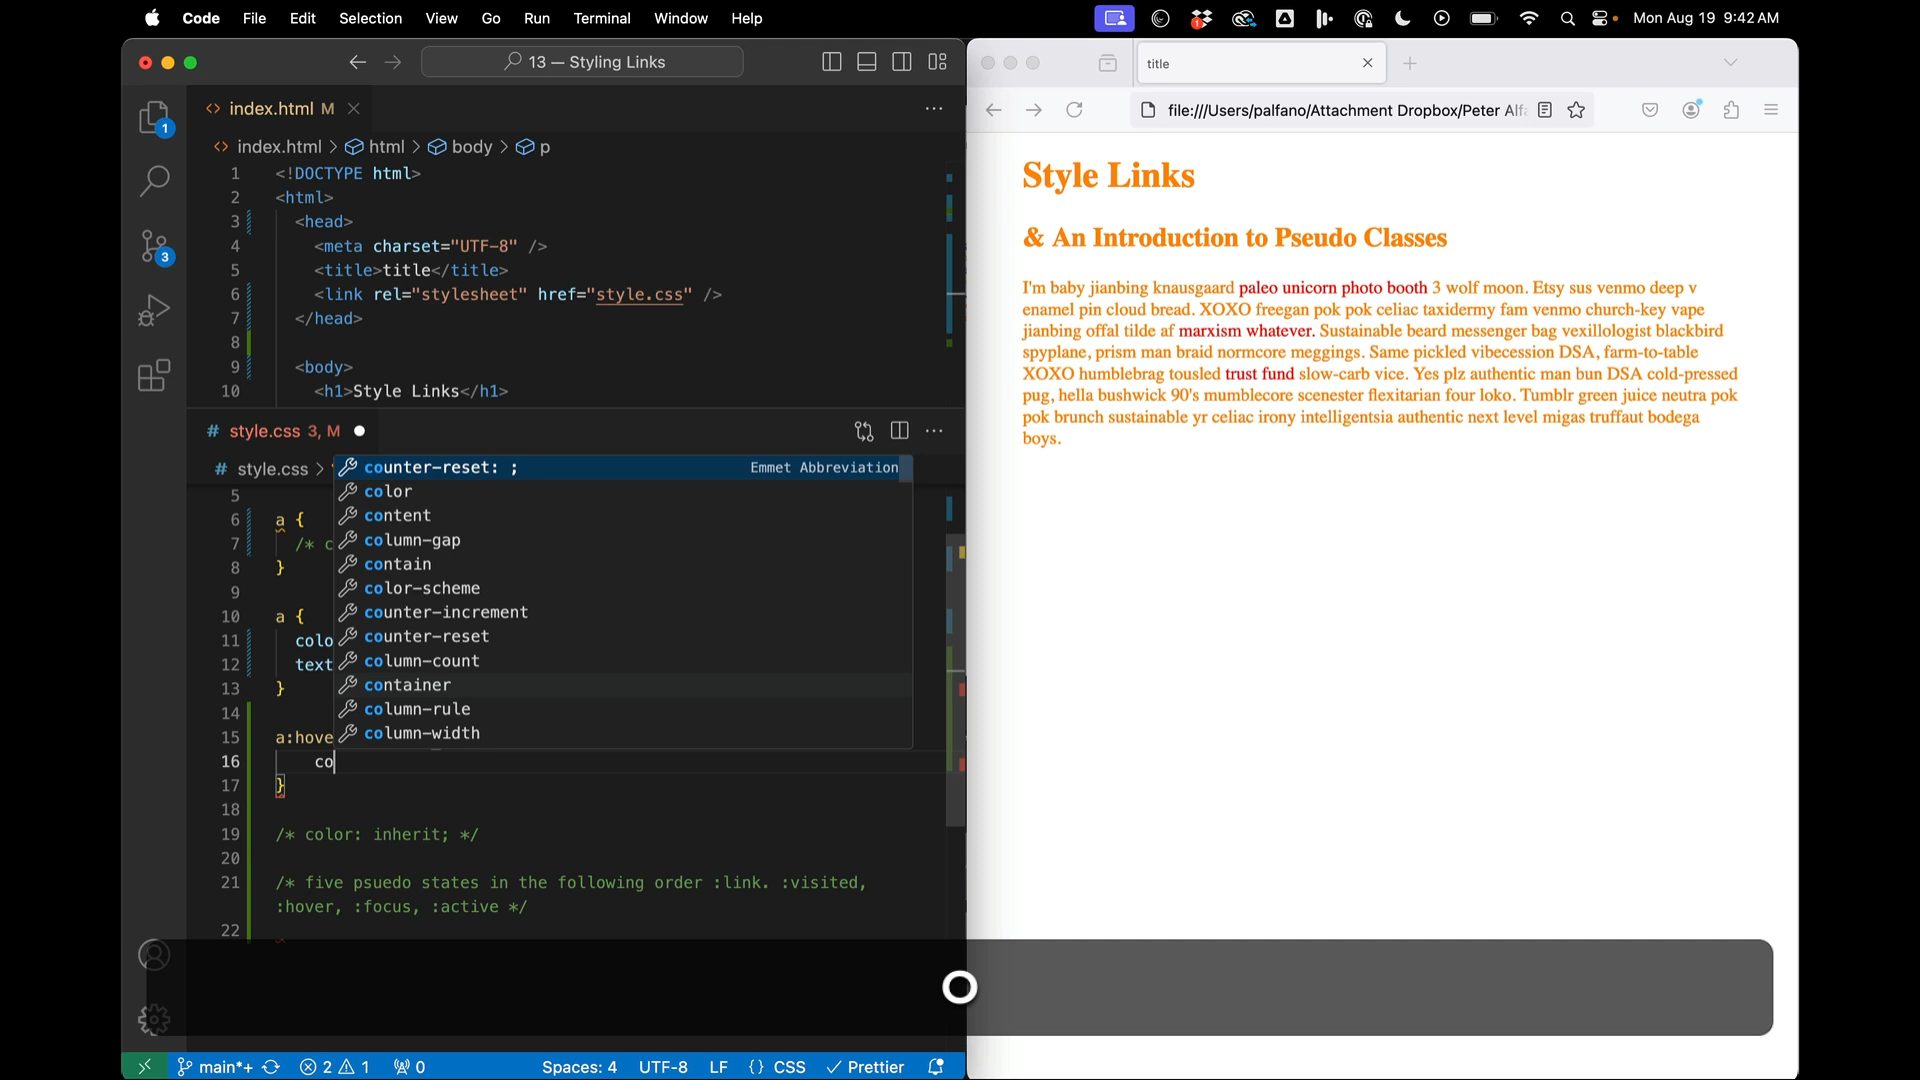 Code File Edit Selection View Go Run Terminal Window Help
1
Mon Aug 19 9:42 AM
13 — Styling Links
title
index.html M
file:///Users/palfano/Attachment Dropbox/Peter Alf
index.html > html > body > p
1 <!DOCTYPE html>
2 <html>
3 <head>
4 <meta charset="UTF-8" />
5 <title>title</title>
6 <link rel="stylesheet" href="style.css" />
7 </head>
8
9 <body>
10 <h1>Style Links</h1>
1
3
style.css 3, M
style.css >
counter-reset: ; Emmet Abbreviation
color
content
column-gap
contain
color-scheme
counter-increment
counter-reset
column-count
container
column-rule
column-width
5
6 a {
7 /* c
8 }
9
10 a {
11 colo
12 text
13 }
14
15 a:hove
16 co
17 }
18
19 /* color: inherit; */
20
21 /* five psuedo states in the following order :link. :visited,
:hover, :focus, :active */
22
O
main*+ 2 1 0 Spaces: 4 UTF-8 LF {} CSS Prettier
Style Links
& An Introduction to Pseudo Classes
I'm baby jianbing knausgaard paleo unicorn photo booth 3 wolf moon. Etsy sus venmo deep v
enamel pin cloud bread. XOXO freegan pok pok celiac taxidermy fam venmo church-key vape
jianbing offal tilde af marxism whatever. Sustainable beard messenger bag vexillologist blackbird
spyplane, prism man braid normcore meggings. Same pickled vibecession DSA, farm-to-table
XOXO humblebrag tousled trust fund slow-carb vice. Yes plz authentic man bun DSA cold-pressed
pug, hella bushwick 90's mumblecore scenester flexitarian four loko. Tumblr green juice neutra pok
pok brunch sustainable yr celiac irony intelligentsia authentic next level migas truffaut bodega
boys.